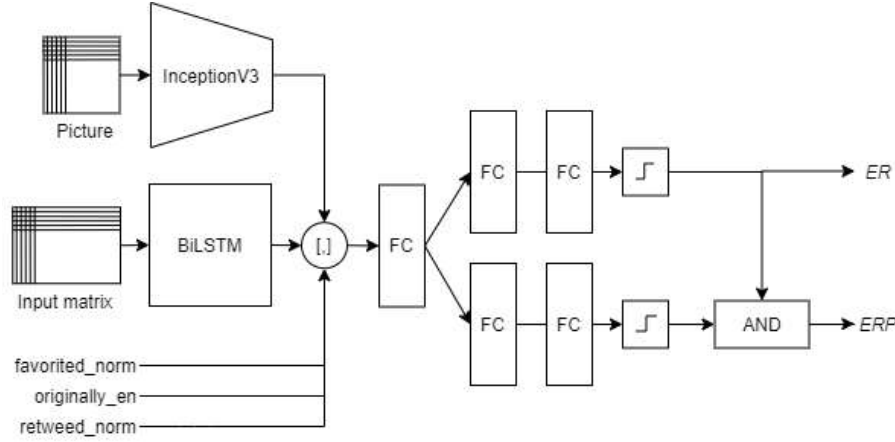 InceptionV3
Picture
FC FC
ER
BiLSTM
[,]
FC
Input matrix
FC FC
AND
ERP
favorited_norm
originally_en
retweed_norm